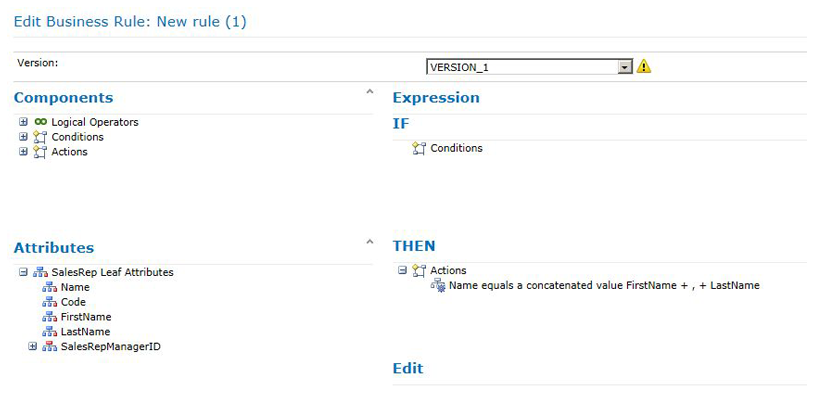 Edit Business Rule: New rule (1)
Version:
VERSION_1
Components
Logical Operators
Conditions
Actions
Expression
IF
Conditions
Attributes
SalesRep Leaf Attributes
Name
Code
FirstName
LastName
SalesRepManagerID
THEN
Actions
Name equals a concatenated value FirstName + , + LastName
Edit